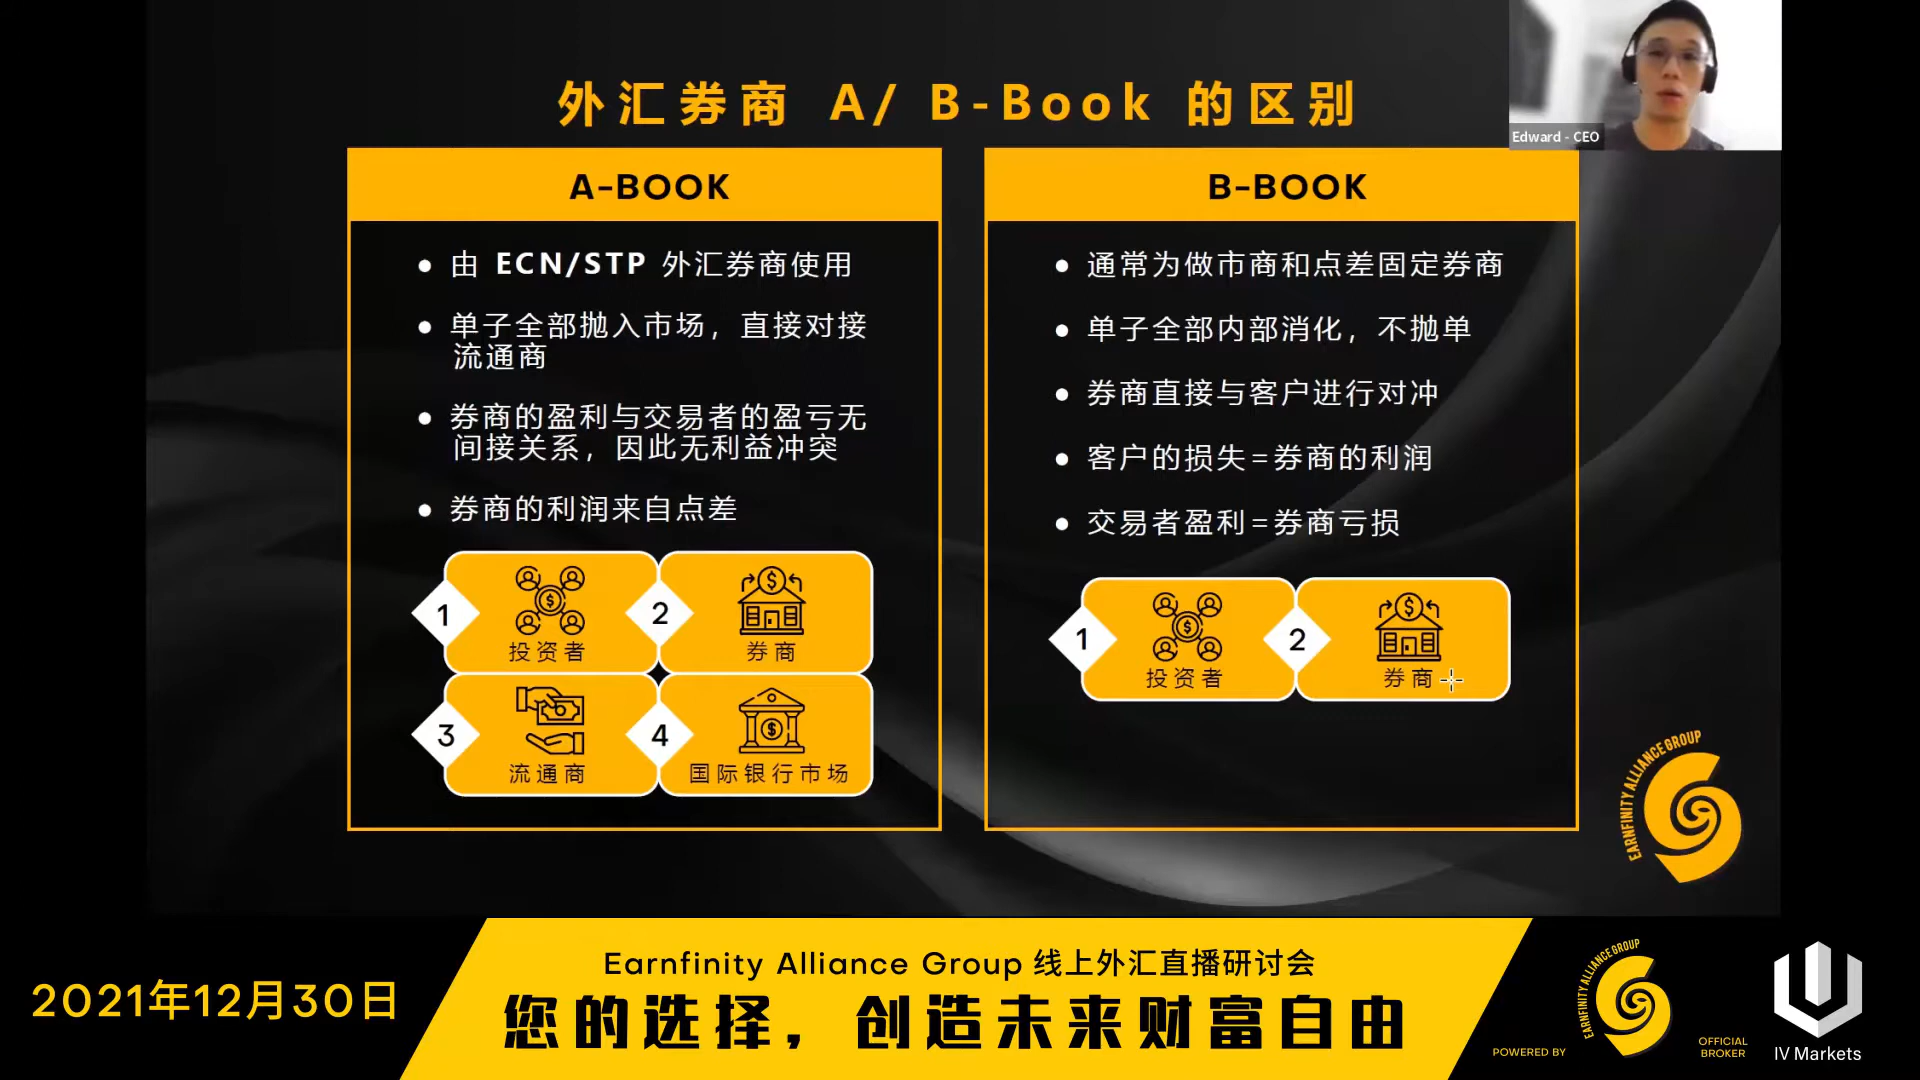 外汇券商 A/ B-Book 的区别
Edward - CEO
A-BOOK
由 ECN/STP 外汇券商使用
单子全部抛入市场，直接对接
流通商
券商的盈利与交易者的盈亏无
间接关系，因此无利益冲突
券商的利润来自点差
1
投资者
2
券商
3
流通商
4
国际银行市场
B-BOOK
通常为做市商和点差固定券商
单子全部内部消化，不抛单
券商直接与客户进行对冲
客户的损失=券商的利润
交易者盈利=券商亏损
1
投资者
2
券商
EARNFINITY ALLIANCE GROUP
2021年12月30日
Earnfinity Alliance Group 线上外汇直播研讨会
您的选择，创造未来财富自由
POWERED BY
EARNFINITY ALLIANCE GROUP
OFFICIAL
BROKER
IV Markets